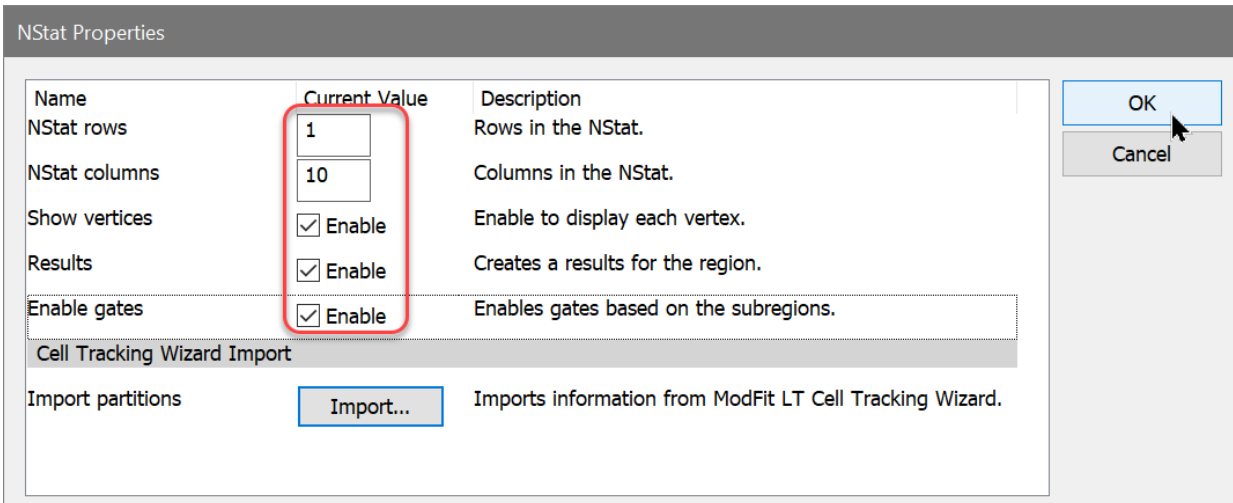 NStat Properties
Name Current Value Description
OK
NStat rows 1 Rows in the NStat.
Cancel
NStat columns 10 Columns in the NStat.
Show vertices Enable Enable to display each vertex.
Results Enable Creates a results for the region.
Enable gates Enable Enables gates based on the subregions.
Cell Tracking Wizard Import
Import partitions Import... Imports information from ModFit LT Cell Tracking Wizard.